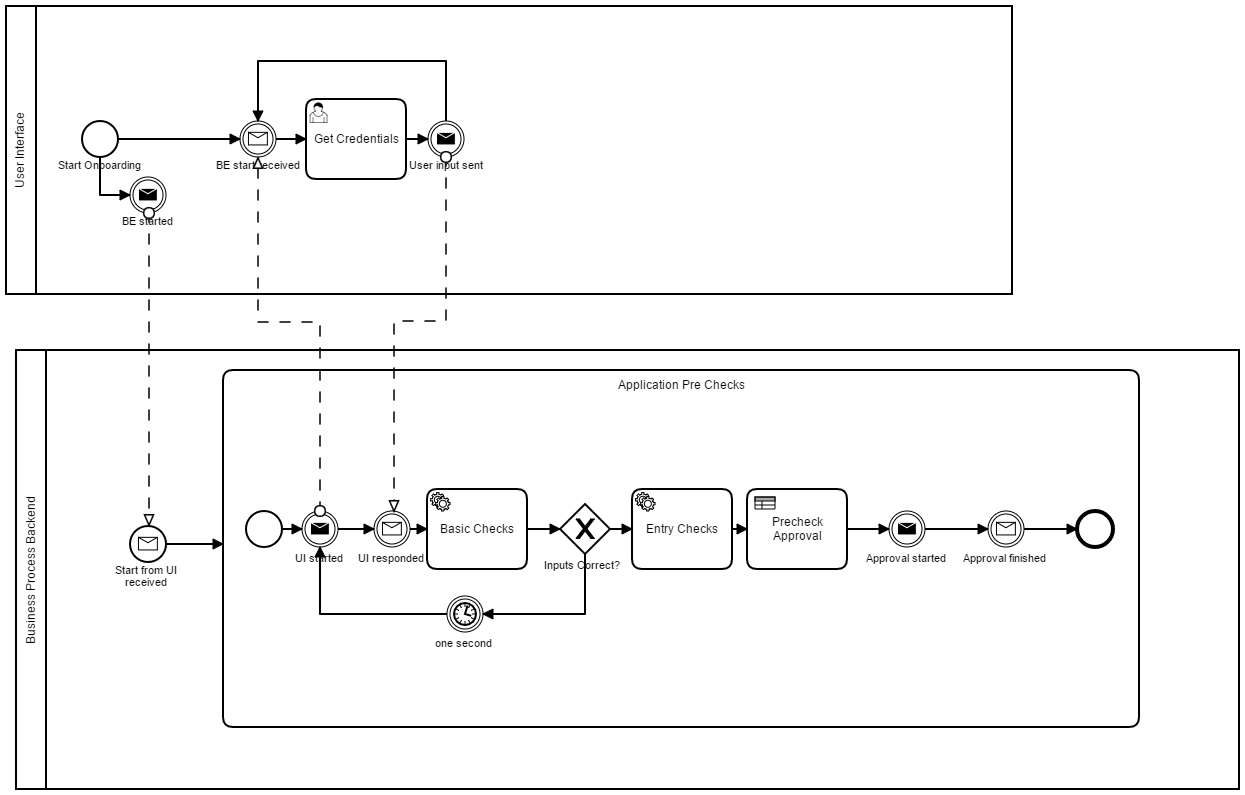 User Interface
Get Credentials
Start Onboarding
BE start received
User input sent
BE started
Business Process Backend
Application Pre Checks
Start from UI
received
UI started
UI responded
Basic Checks
Inputs Correct?
Entry Checks
Precheck
Approval
Approval started
Approval finished
one second